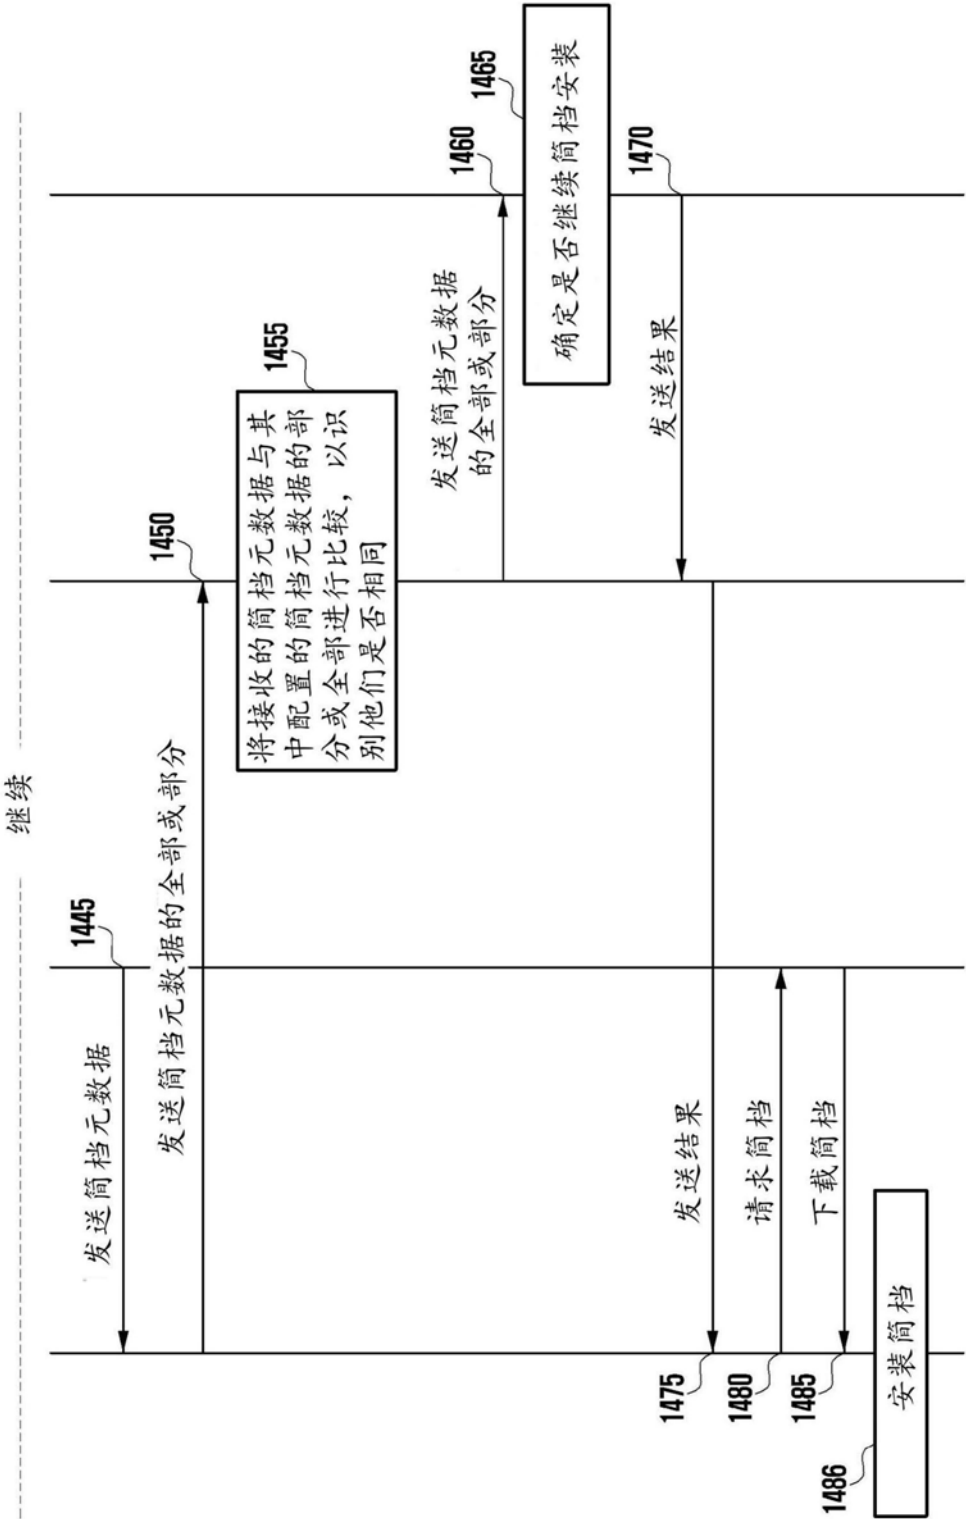 继续
1445
发送简档元数据
1450
发送简档元数据的全部或部分
1455
将接收的简档元数据与其
中配置的简档元数据的部
分或全部进行比较，以识
别他们是否相同
1460
发送简档元数据
的全部或部分
1465
确定是否继续简档安装
1470
发送结果
1475
发送结果
1480
请求简档
1485
下载简档
1486
安装简档